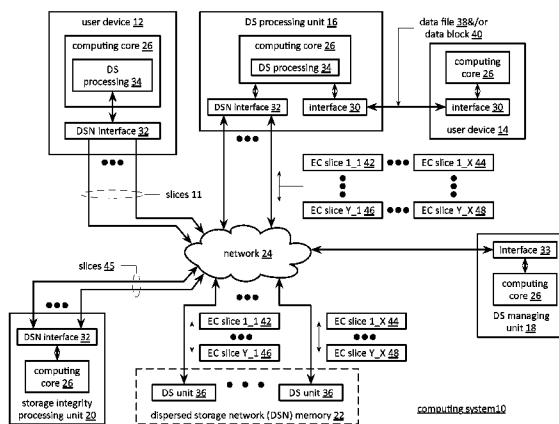 user device 12
computing core 26
DS processing 34
DSN interface 32
slices 11
DS processing unit 16
computing core 26
DS processing 34
DSN interface 32
interface 30
data file 38&/or
data block 40
computing
core 26
interface 30
user device 14
EC slice 1_1 42
EC slice 1_X 44
EC slice Y_1 46
EC slice Y_X 48
network 24
interface 33
computing
core 26
DS managing
unit 18
slices 45
DSN interface 32
computing
core 26
storage integrity
processing unit 20
EC slice 1_1 42
EC slice 1_X 44
EC slice Y_1 46
EC slice Y_X 48
DS unit 36
DS unit 36
dispersed storage network (DSN) memory 22
computing system10